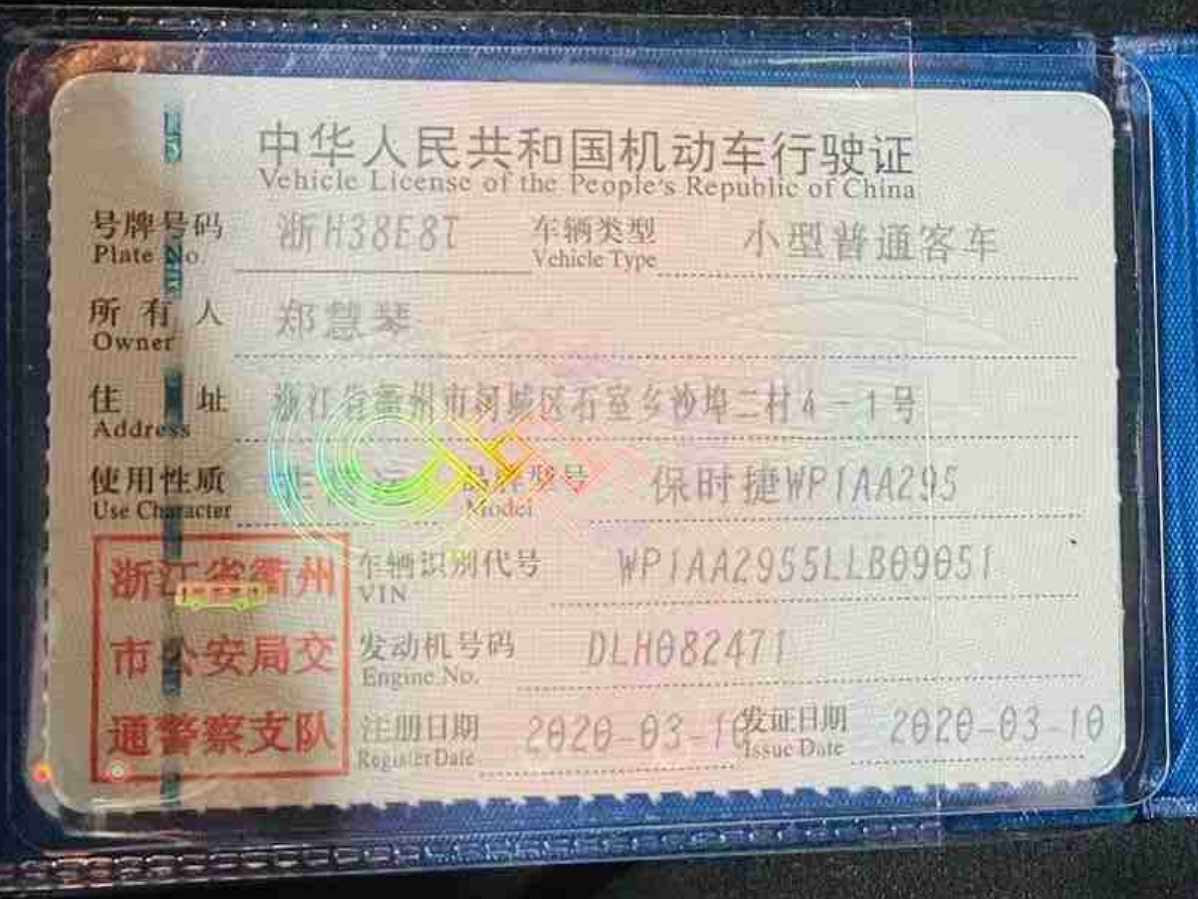 中华人民共和国机动车行驶证
Vehicle License of the People's Republic of China
号牌号码 浙H38E8T 车辆类型 小型普通客车
Plate No. Vehicle Type
所有人 郑慧琴
Owner
住址 浙江省衢州市柯城区石室乡沙埠二村4-1号
Address
使用性质 非营运 品牌型号 保时捷WP1AA295
Use Character Model
车辆识别代号 WP1AA2955LLB09051
VIN
发动机号码 DLH082471
Engine No.
注册日期 2020-03-10 发证日期 2020-03-10
Register Date Issue Date
浙江省衢州
市公安局交
通警察支队